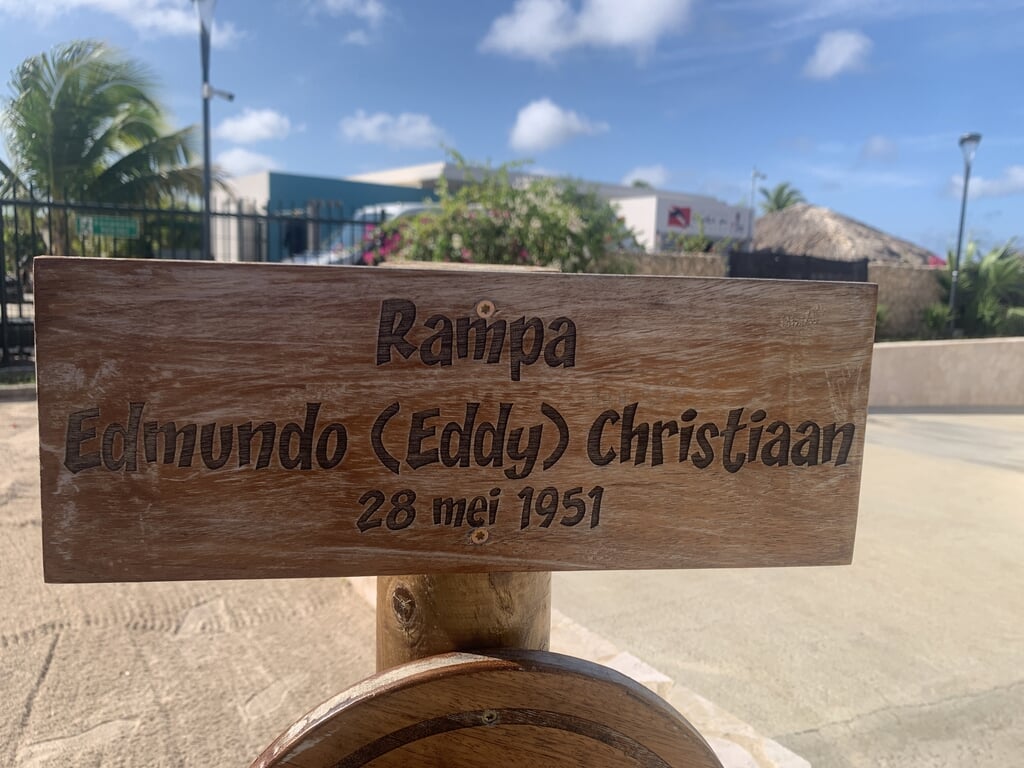 Rampa
Edmundo (Eddy) Christiaan
28 mei 1951